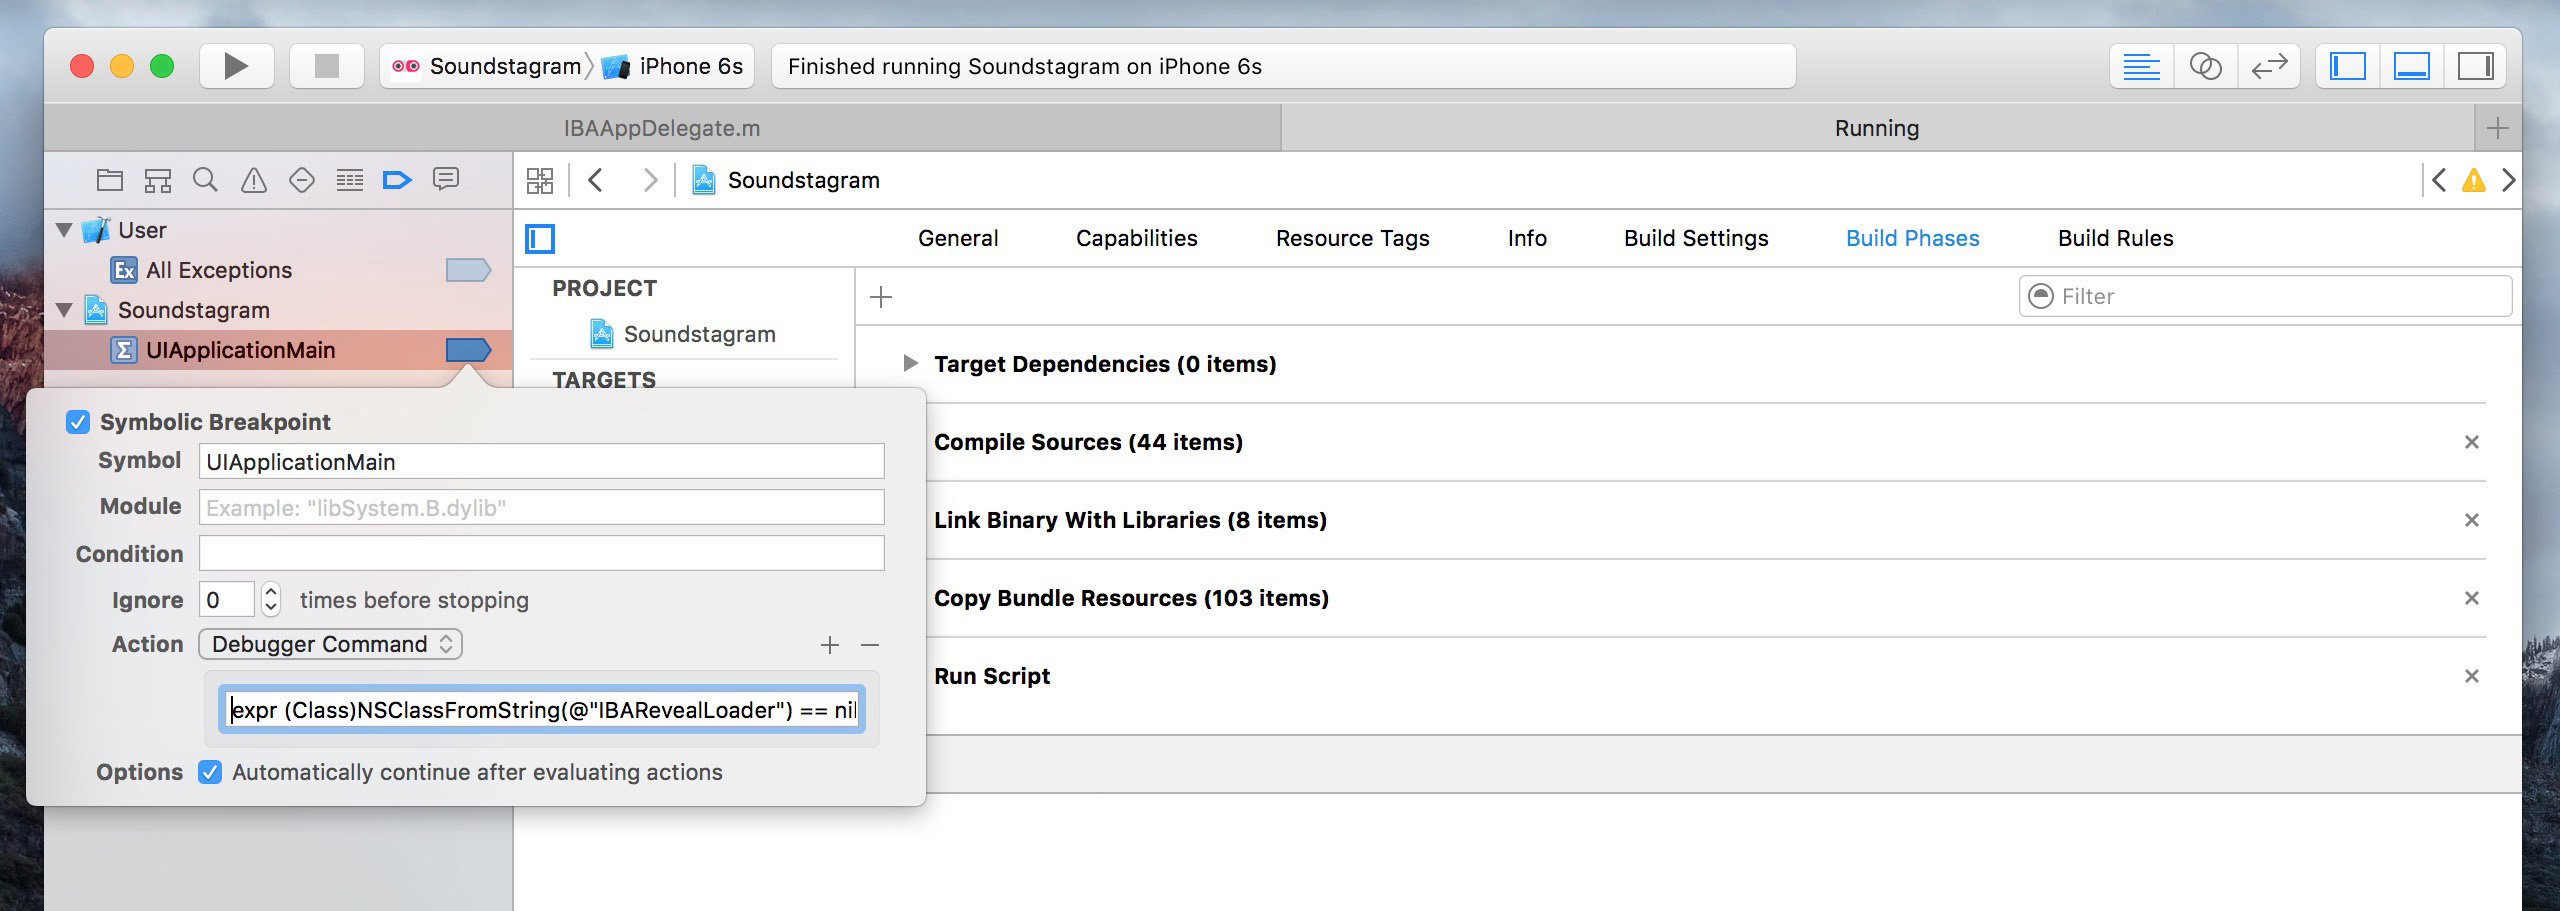 Soundstagram iPhone 6s
Finished running Soundstagram on iPhone 6s
IBAAppDelegate.m
Running
Soundstagram
User
Ex All Exceptions
Soundstagram
Σ UIApplicationMain
General Capabilities Resource Tags Info Build Settings Build Phases Build Rules
PROJECT
Soundstagram
TARGETS
Filter
Target Dependencies (0 items)
Compile Sources (44 items)
Link Binary With Libraries (8 items)
Copy Bundle Resources (103 items)
Run Script
Symbolic Breakpoint
Symbol UIApplicationMain
Module Example: "libSystem.B.dylib"
Condition
Ignore 0 times before stopping
Action Debugger Command
expr (Class)NSClassFromString(@"IBARevealLoader") == nil
Options Automatically continue after evaluating actions